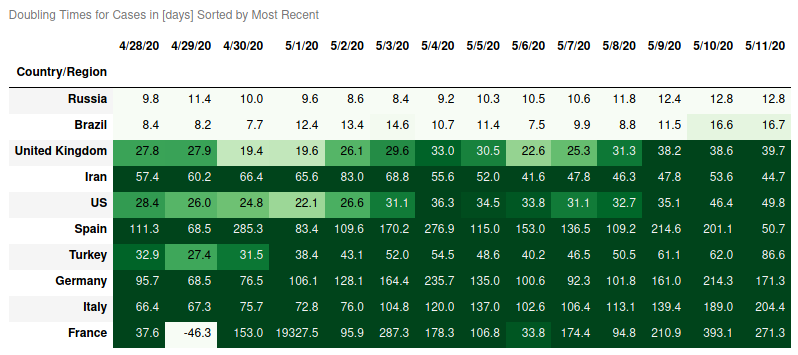 Doubling Times for Cases in [days] Sorted by Most Recent
4/28/20 4/29/20 4/30/20 5/1/20 5/2/20 5/3/20 5/4/20 5/5/20 5/6/20 5/7/20 5/8/20 5/9/20 5/10/20 5/11/20
Country/Region
Russia 9.8 11.4 10.0 9.6 8.6 8.4 9.2 10.3 10.5 10.6 11.8 12.4 12.8 12.8
Brazil 8.4 8.2 7.7 12.4 13.4 14.6 10.7 11.4 7.5 9.9 8.8 11.5 16.6 16.7
United Kingdom 27.8 27.9 19.4 19.6 26.1 29.6 33.0 30.5 22.6 25.3 31.3 38.2 38.6 39.7
Iran 57.4 60.2 66.4 65.6 83.0 68.8 55.6 52.0 41.6 47.8 46.3 47.8 53.6 44.7
US 28.4 26.0 24.8 22.1 26.6 31.1 36.3 34.5 33.8 31.1 32.7 35.1 46.4 49.8
Spain 111.3 68.5 285.3 83.4 109.6 170.2 276.9 115.0 153.0 136.5 109.2 214.6 201.1 50.7
Turkey 32.9 27.4 31.5 38.4 43.1 52.0 54.5 48.6 40.2 46.5 50.5 61.1 62.0 86.6
Germany 95.7 68.5 76.5 106.1 128.1 164.4 235.7 135.0 100.6 92.3 101.8 161.0 214.3 171.3
Italy 66.4 67.3 75.7 72.8 76.0 104.8 120.0 137.0 102.6 106.4 113.1 139.4 189.0 204.4
France 37.6 -46.3 153.0 19327.5 95.9 287.3 178.3 106.8 33.8 174.4 94.8 210.9 393.1 271.3